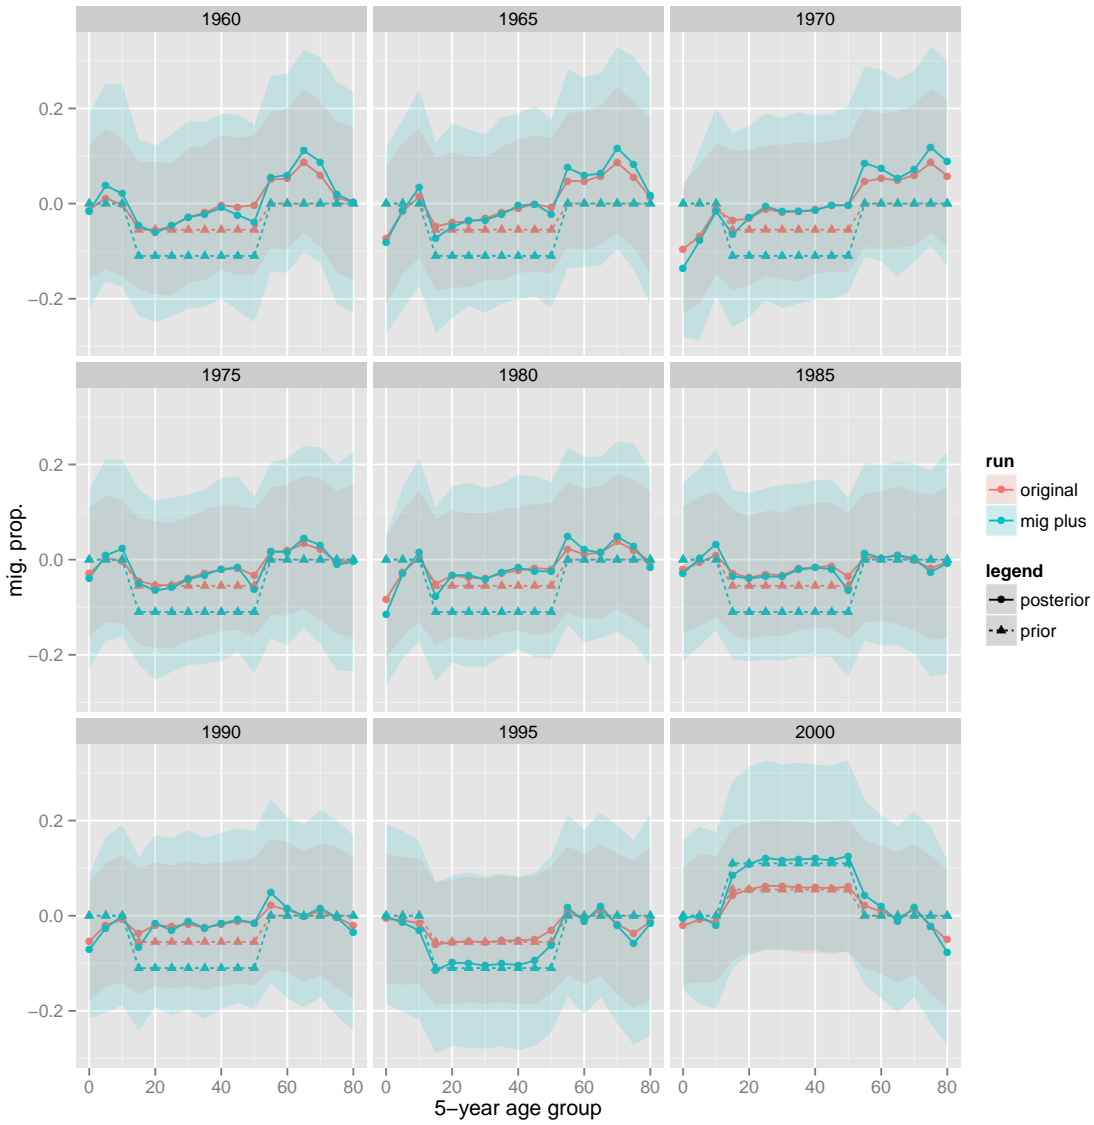 1960 1965 1970
0.2
0.0
−0.2
1975 1980 1985
0.2
0.0
−0.2
1990 1995 2000
0.2
0.0
−0.2
0 20 40 60 80 0 20 40 60 80 0 20 40 60 80
5−year age group
mig. prop.
run
original
mig plus
legend
posterior
prior